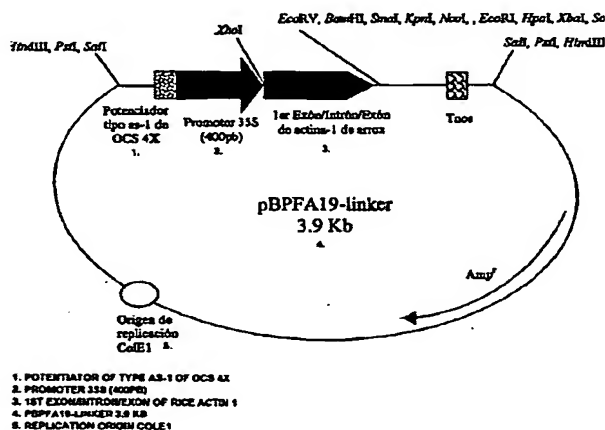 XhoI
EcoRV, BamHI, SmaI, KpnI, NotI, , EcoRI, HpaI, XbaI, Sa
HindIII, PstI, SalI
SalI, PstI, HindIII
Potenciador
tipo as-1 de
OCS 4X
1.
Promotor 35S
(400pb)
2.
1er Exón/Intrón/Exón
de actina-1 de arroz
3.
Tnos
pBPFA19-linker
3.9 Kb
4.
Amp^r
Origen de
replicación
ColE1 5.
1. POTENTIATOR OF TYPE AS-1 OF OCS 4X
2. PROMOTER 35S (400PB)
3. 1ST EXON/INTRON/EXON OF RICE ACTIN 1
4. PBPFA19-LINKER 3.9 KB
5. REPLICATION ORIGIN COLE1